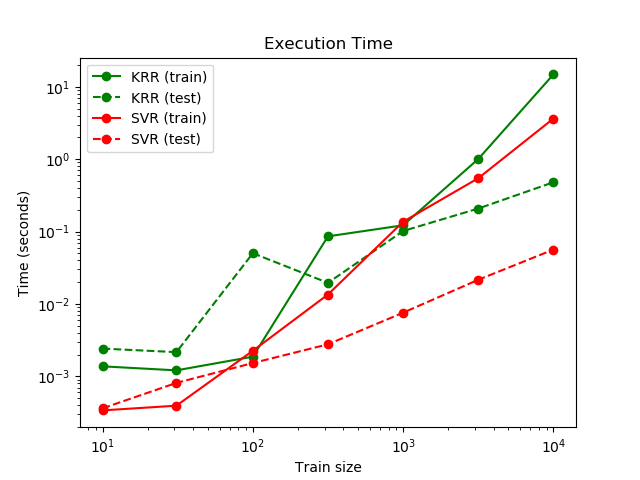 Execution Time
KRR (train)
KRR (test)
SVR (train)
SVR (test)
10¹
10⁰
10⁻¹
10⁻²
10⁻³
Time (seconds)
10¹ 10² 10³ 10⁴
Train size